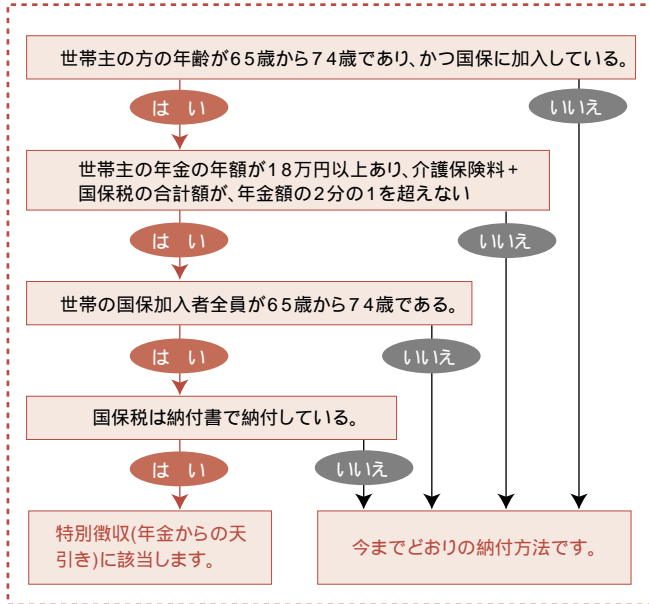 世帯主の方の年齢が65歳から74歳であり、かつ国保に加入している。
はい
いいえ
世帯主の年金の年額が18万円以上あり、介護保険料+
国保税の合計額が、年金額の2分の1を超えない
はい
いいえ
世帯の国保加入者全員が65歳から74歳である。
はい
いいえ
国保税は納付書で納付している。
はい
いいえ
特別徴収(年金からの天
引き)に該当します。
今までどおりの納付方法です。